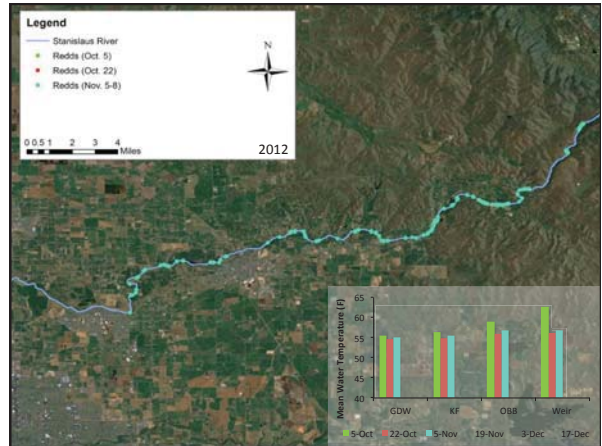 Legend
Stanislaus River
Redds (Oct. 5)
Redds (Oct. 22)
Redds (Nov. 5-8)
N
0 0.5 1 2 3 4
Miles
2012
Mean Water Temperature (F)
65
60
55
50
45
40
GDW KF OBB Weir
5-Oct 22-Oct 5-Nov 19-Nov 3-Dec 17-Dec